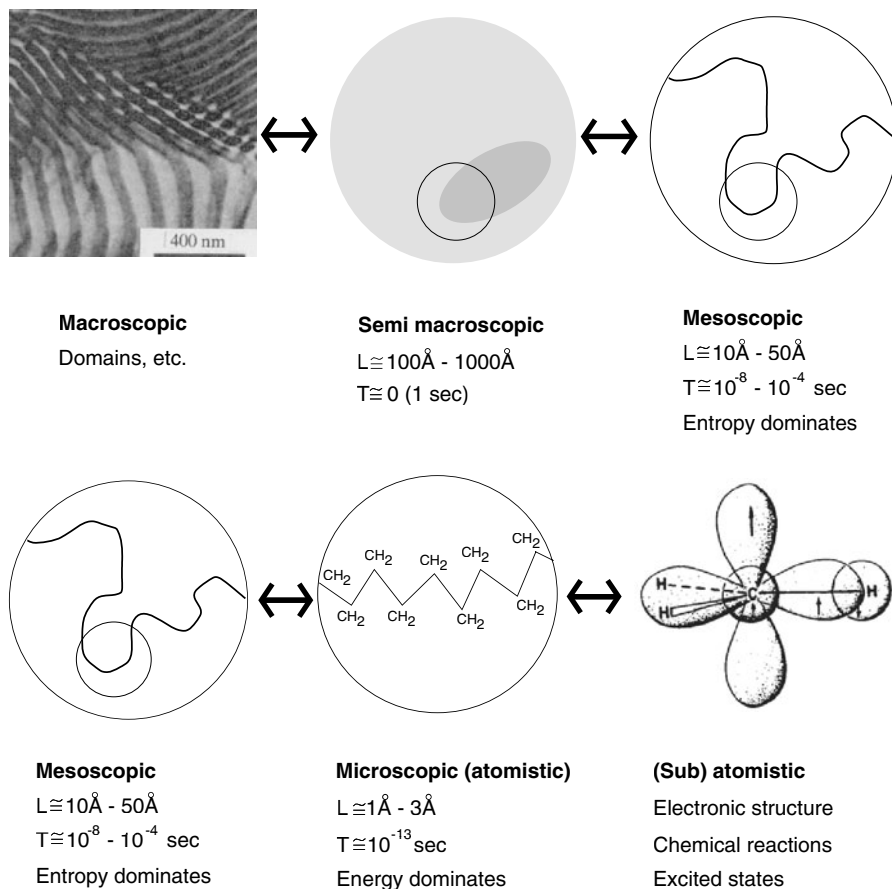 400 nm
Macroscopic
Domains, etc.
Semi macroscopic
L≅100Å - 1000Å
T≅0 (1 sec)
Mesoscopic
L≅10Å - 50Å
T≅10⁻⁸ - 10⁻⁴ sec
Entropy dominates
CH₂ CH₂ CH₂ CH₂ CH₂
CH₂ CH₂ CH₂ CH₂
H C H
H
Mesoscopic
L≅10Å - 50Å
T≅10⁻⁸ - 10⁻⁴ sec
Entropy dominates
Microscopic (atomistic)
L≅1Å - 3Å
T≅10⁻¹³ sec
Energy dominates
(Sub) atomistic
Electronic structure
Chemical reactions
Excited states